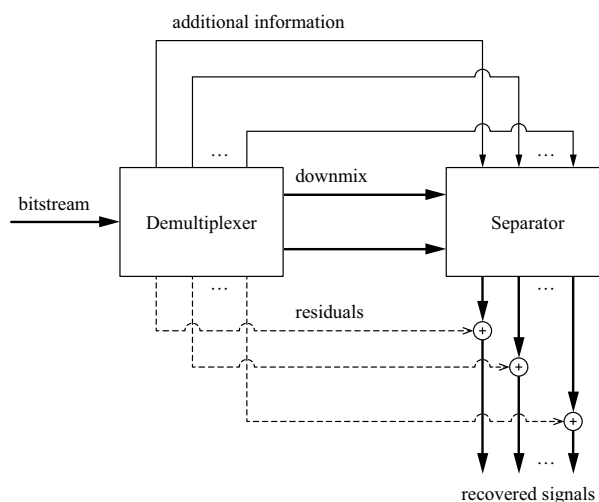 additional information
… …
downmix
bitstream
Demultiplexer
Separator
… …
residuals
+
+
+
…
recovered signals